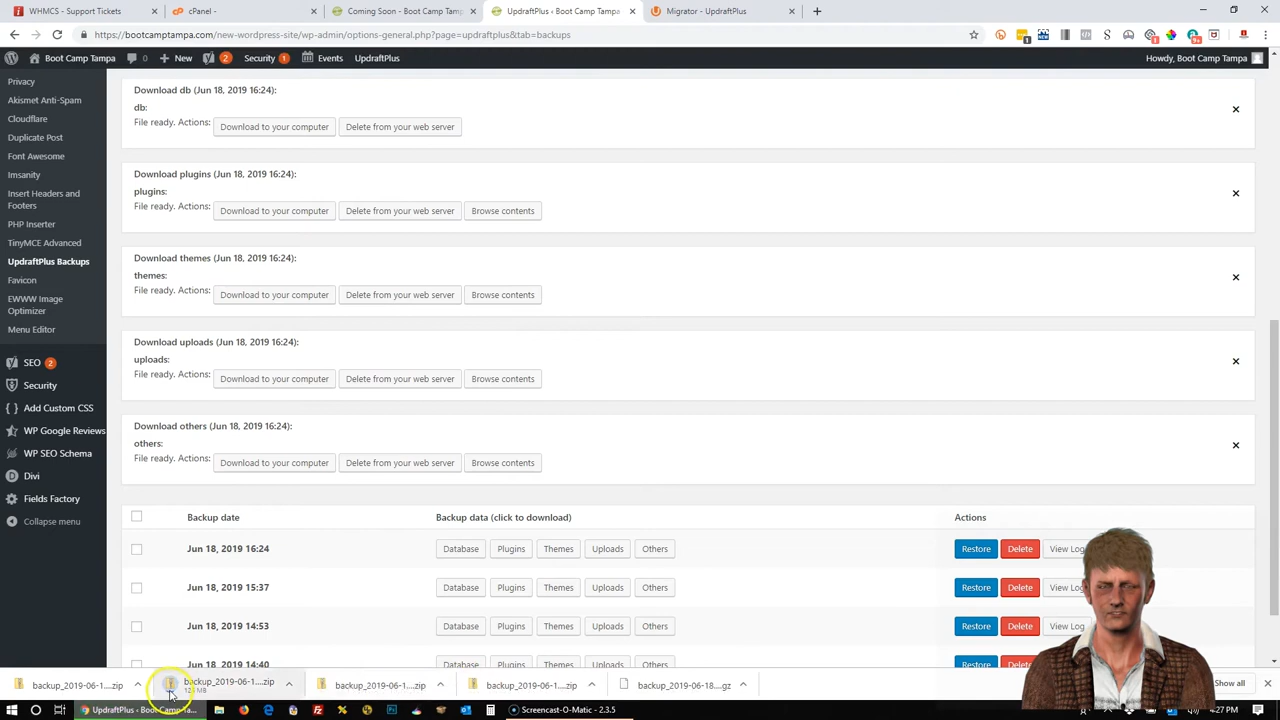 WHMCS - Support Tickets
cPanel -
Coming Soon - Boot Camp Tampa
UpdraftPlus ‹ Boot Camp Tampa
Migrator - UpdraftPlus
https://bootcamptampa.com/new-wordpress-site/wp-admin/options-general.php?page=updraftplus&tab=backups
Boot Camp Tampa 0 New 2 Security 1 Events UpdraftPlus Howdy, Boot Camp Tampa
Privacy
Akismet Anti-Spam
Cloudflare
Duplicate Post
Font Awesome
Imsanity
Insert Headers and
Footers
PHP Inserter
TinyMCE Advanced
UpdraftPlus Backups
Favicon
EWWW Image
Optimizer
Menu Editor
SEO 2
Security
Add Custom CSS
WP Google Reviews
WP SEO Schema
Divi
Fields Factory
Collapse menu
Download db (Jun 18, 2019 16:24):
db:
File ready. Actions: Download to your computer Delete from your web server
Download plugins (Jun 18, 2019 16:24):
plugins:
File ready. Actions: Download to your computer Delete from your web server Browse contents
Download themes (Jun 18, 2019 16:24):
themes:
File ready. Actions: Download to your computer Delete from your web server Browse contents
Download uploads (Jun 18, 2019 16:24):
uploads:
File ready. Actions: Download to your computer Delete from your web server Browse contents
Download others (Jun 18, 2019 16:24):
others:
File ready. Actions: Download to your computer Delete from your web server Browse contents
Backup date Backup data (click to download) Actions
Jun 18, 2019 16:24 Database Plugins Themes Uploads Others Restore Delete View Log
Jun 18, 2019 15:37 Database Plugins Themes Uploads Others Restore Delete View Log
Jun 18, 2019 14:53 Database Plugins Themes Uploads Others Restore Delete View Log
Jun 18, 2019 14:40 Database Plugins Themes Uploads Others Restore Delete
backup_2019-06-1....zip
backup_2019-06-1....zip
backup_2019-06-1....zip
backup_2019-06-1....zip
backup_2019-06-18....gz
Show all
UpdraftPlus ‹ Boot Camp Ta...
Screencast-O-Matic - 2.3.5
4:27 PM